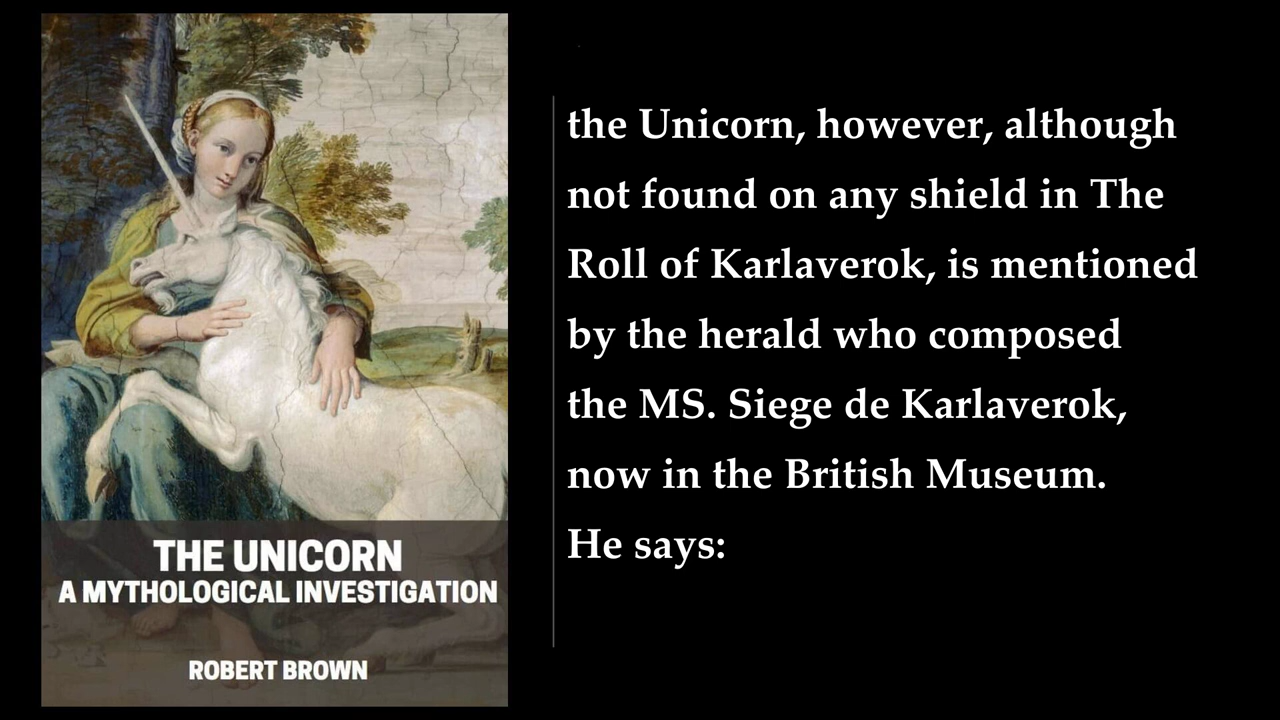 THE UNICORN
A MYTHOLOGICAL INVESTIGATION
ROBERT BROWN
the Unicorn, however, although
not found on any shield in The
Roll of Karlaverok, is mentioned
by the herald who composed
the MS. Siege de Karlaverok,
now in the British Museum.
He says: